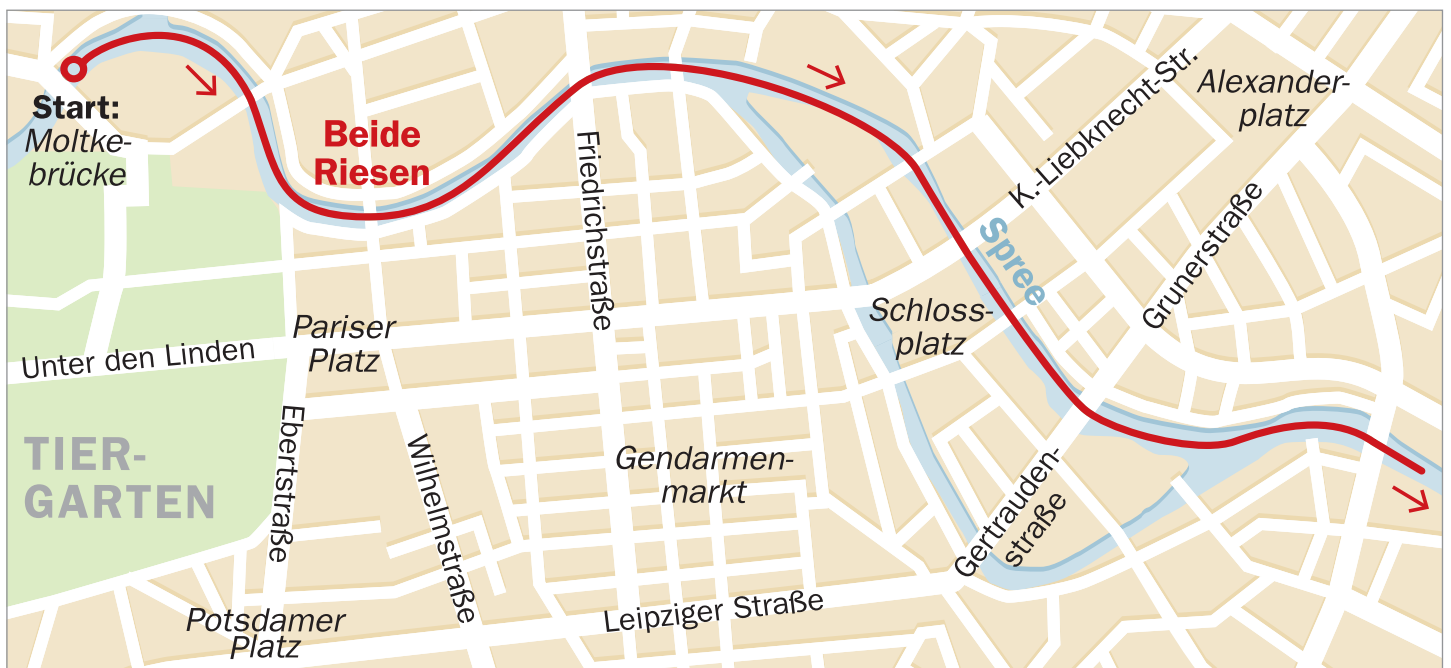 Start:
Moltke-
brücke
Beide
Riesen
Friedrichstraße
K.-Liebknecht-Str.
Alexander-
platz
Spree
Grunerstraße
Schloss-
platz
Pariser
Platz
Unter den Linden
TIER-
GARTEN
Ebertstraße
Wilhelmstraße
Gendarmen-
markt
Gertrauden-
straße
Leipziger Straße
Potsdamer
Platz